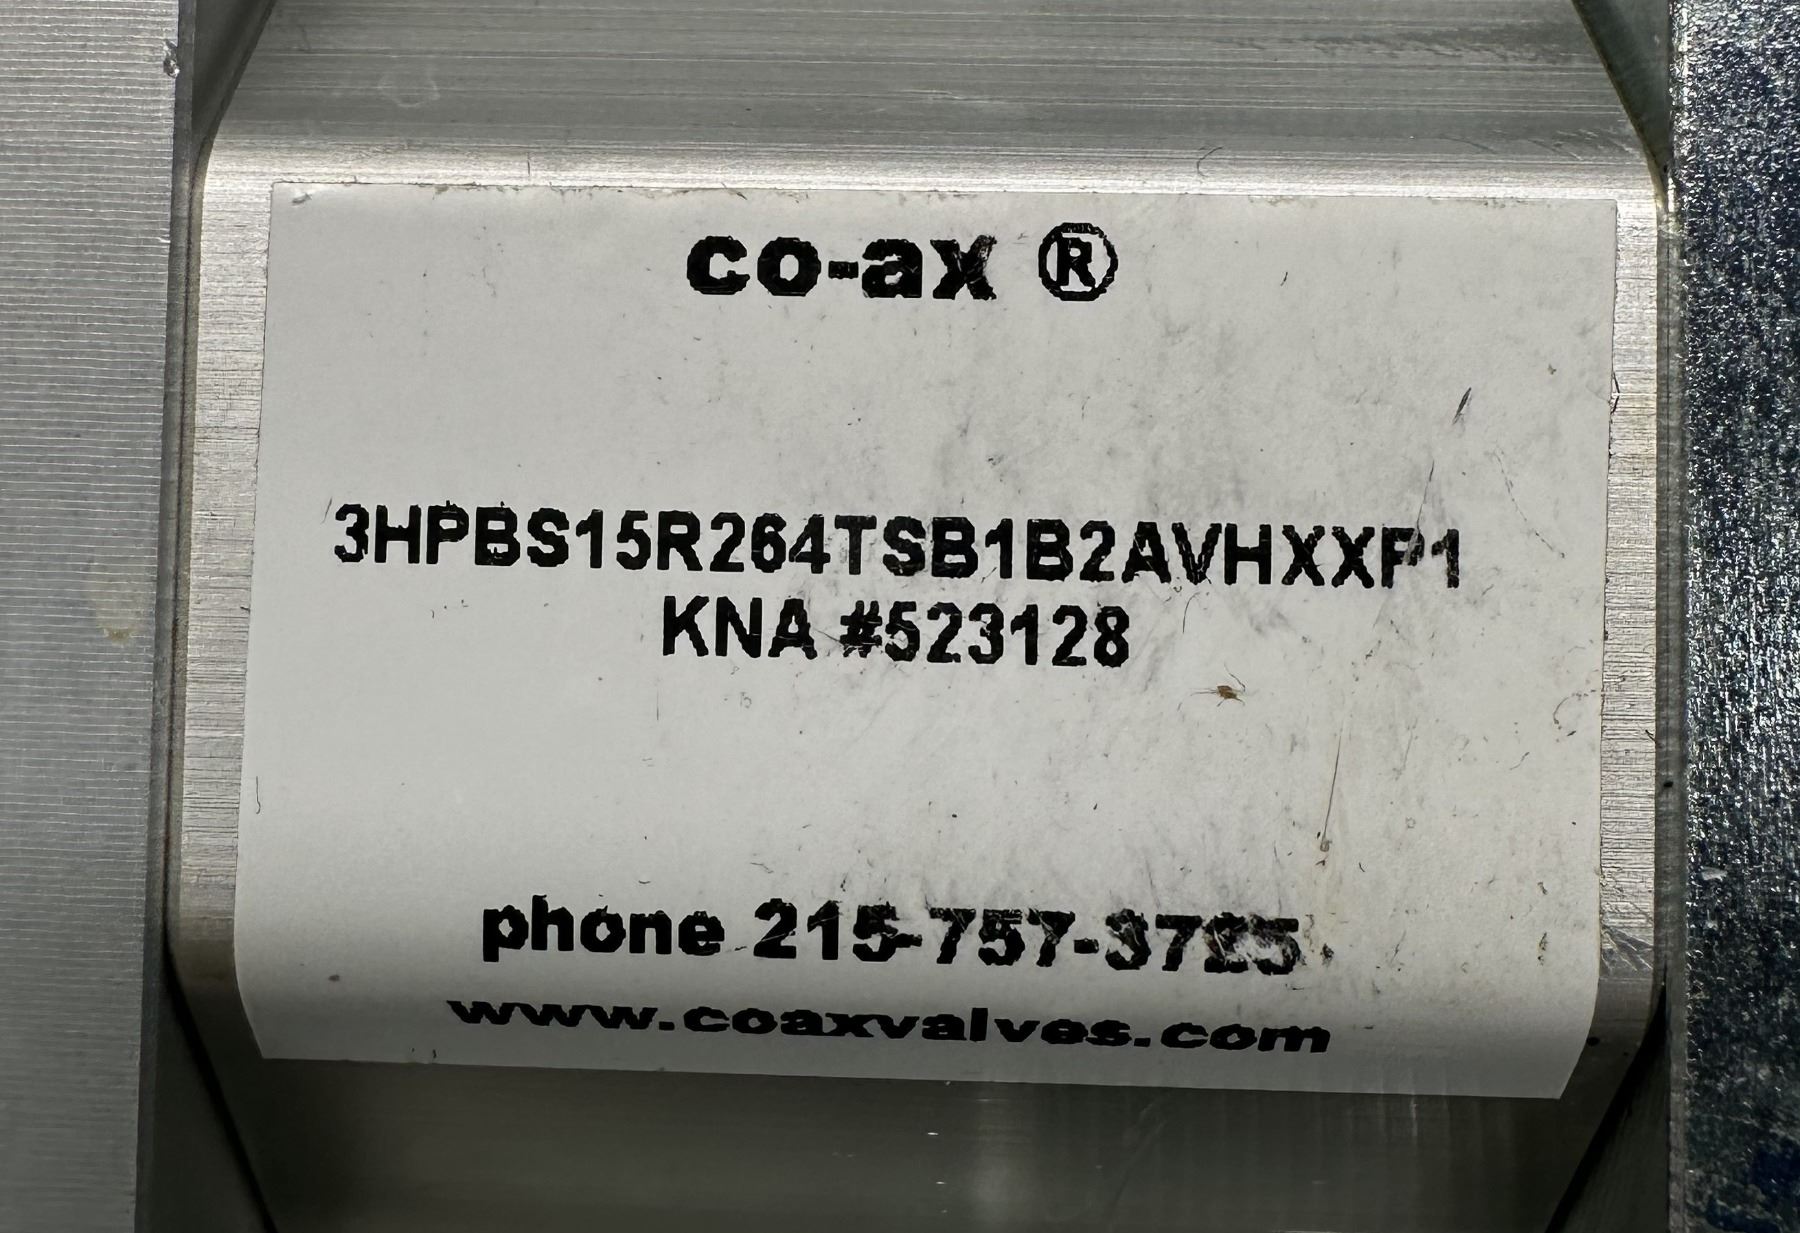 co-ax ®
3HPBS15R264TSB1B2AVHXXP1
KNA #523128
phone 215-757-3725
www.coaxvalves.com